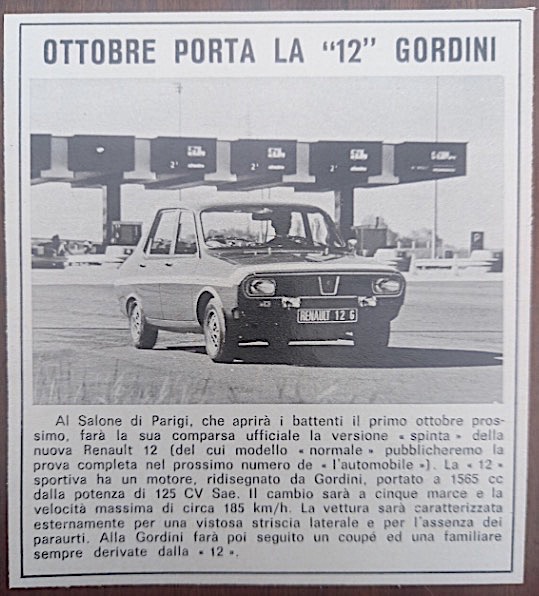 OTTOBRE PORTA LA “12” GORDINI
RENAULT 12 G
Al Salone di Parigi, che aprirà i battenti il primo ottobre pros-
simo, farà la sua comparsa ufficiale la versione « spinta » della
nuova Renault 12 (del cui modello « normale » pubblicheremo la
prova completa nel prossimo numero de « l'automobile »). La « 12 »
sportiva ha un motore, ridisegnato da Gordini, portato a 1565 cc
dalla potenza di 125 CV Sae. Il cambio sarà a cinque marce e la
velocità massima di circa 185 km/h. La vettura sarà caratterizzata
esternamente per una vistosa striscia laterale e per l'assenza dei
paraurti. Alla Gordini farà poi seguito un coupé ed una familiare
sempre derivate dalla « 12 ».